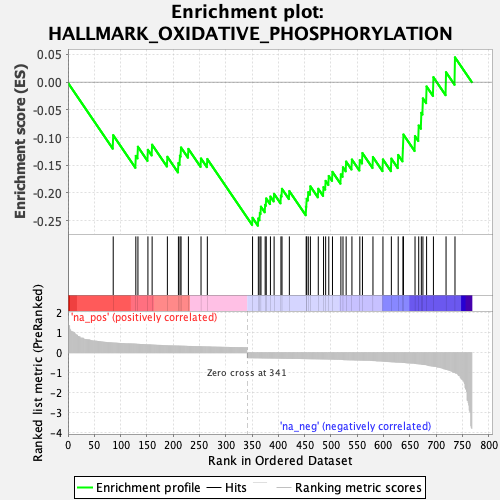 Enrichment plot:
HALLMARK_OXIDATIVE_PHOSPHORYLATION
Enrichment score (ES)
0.05
0.00
-0.05
-0.10
-0.15
-0.20
-0.25
Ranked list metric (PreRanked)
2
1
0
-1
-2
-3
-4
'na_pos' (positively correlated)
Zero cross at 341
'na_neg' (negatively correlated)
0 50 100 150 200 250 300 350 400 450 500 550 600 650 700 750 800
Rank in Ordered Dataset
Enrichment profile Hits Ranking metric scores